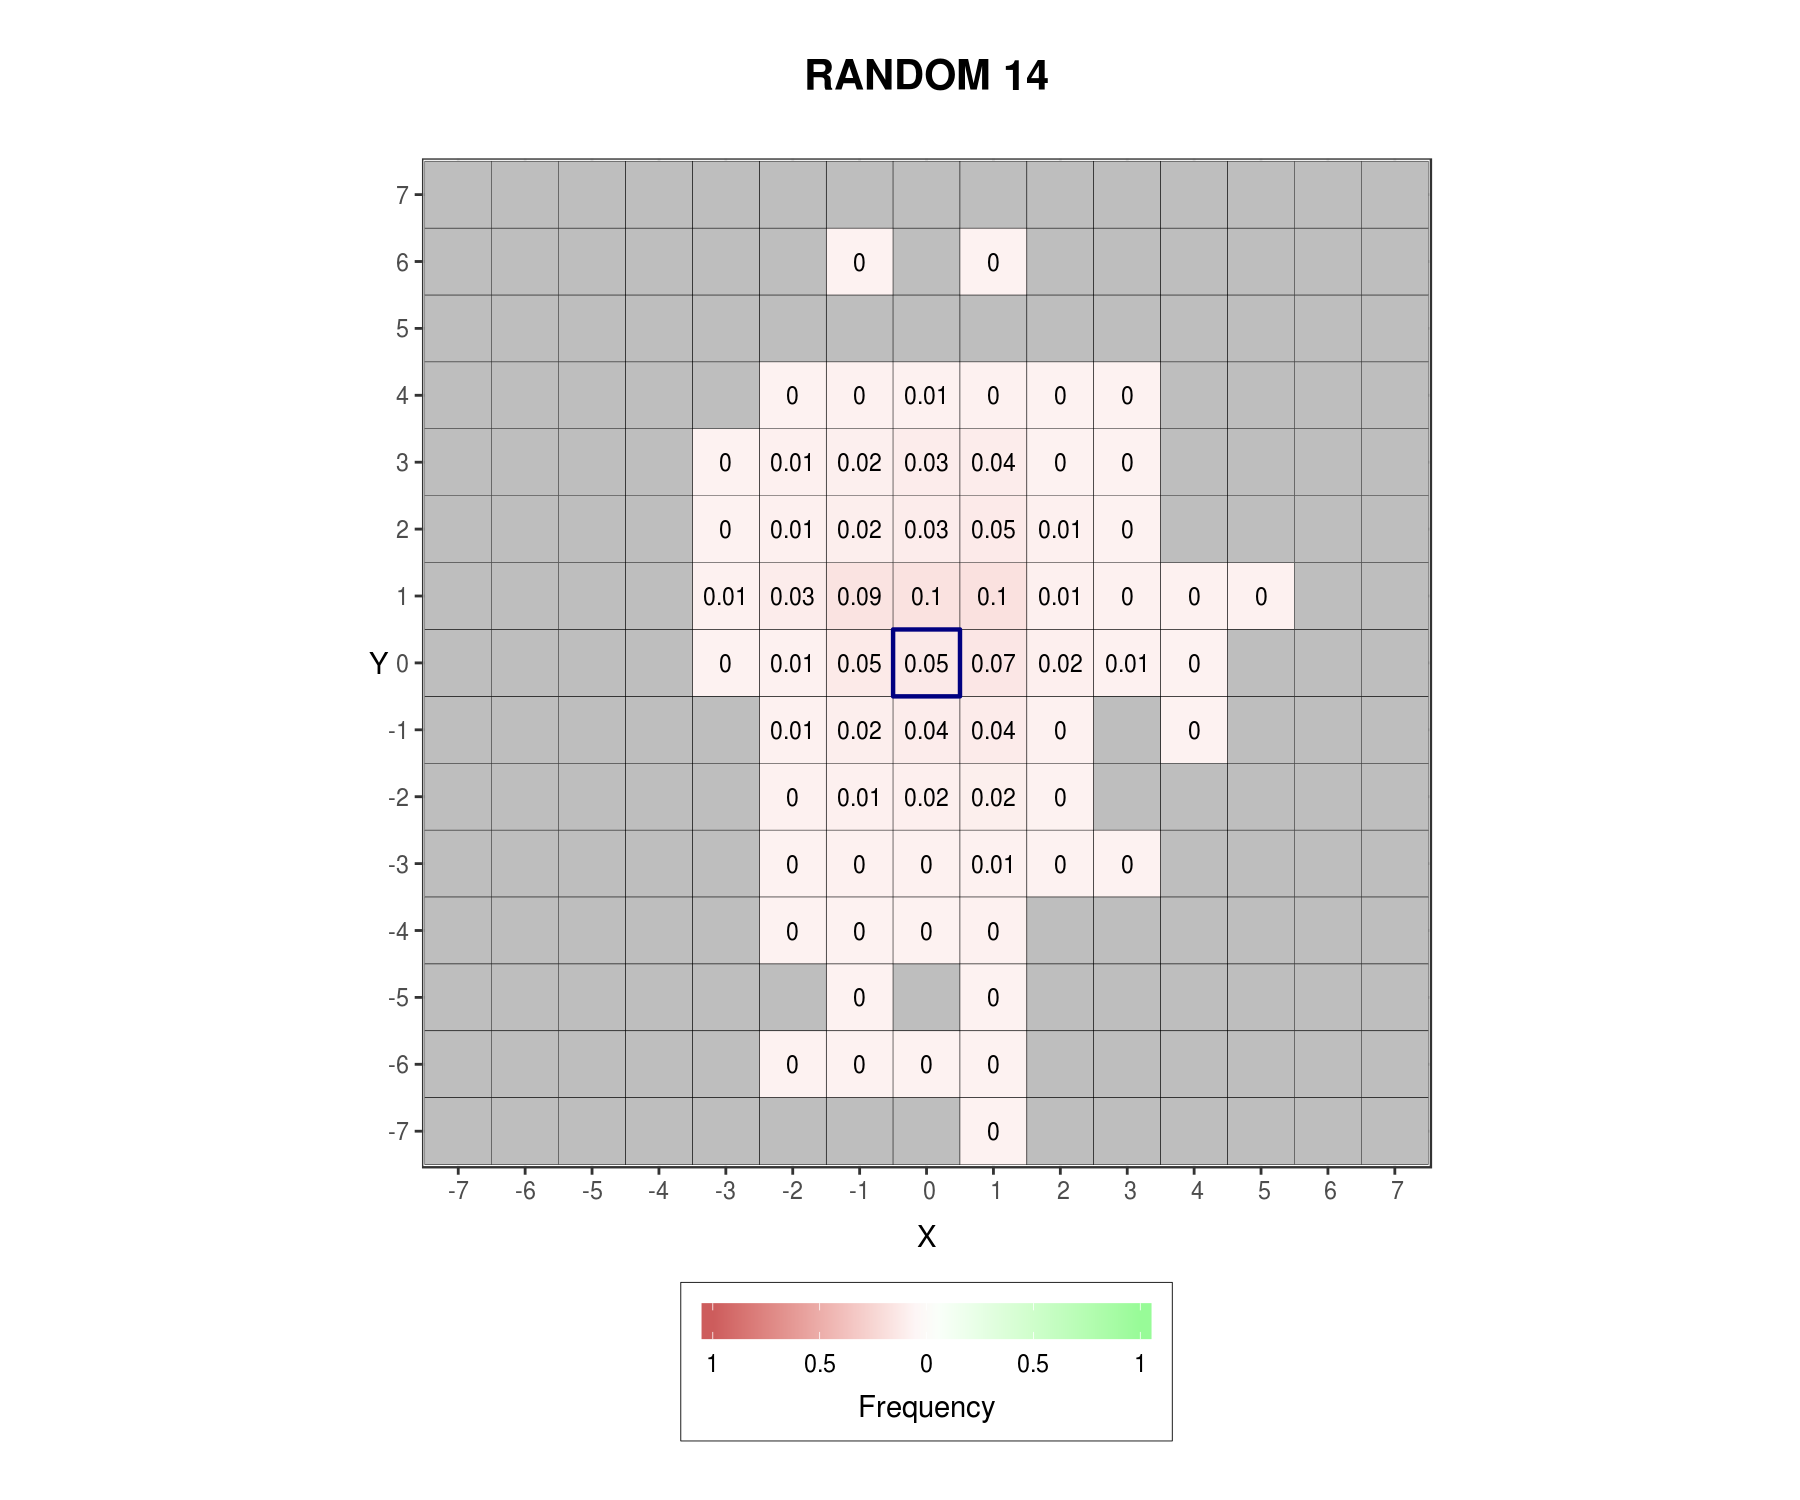 RANDOM 14
7
6 0 0
5
4 0 0 0.01 0 0 0
3 0 0.01 0.02 0.03 0.04 0 0
2 0 0.01 0.02 0.03 0.05 0.01 0
1 0.01 0.03 0.09 0.1 0.1 0.01 0 0 0
Y 0 0 0.01 0.05 0.05 0.07 0.02 0.01 0
-1 0.01 0.02 0.04 0.04 0 0
-2 0 0.01 0.02 0.02 0
-3 0 0 0 0.01 0 0
-4 0 0 0 0
-5 0 0
-6 0 0 0 0
-7 0
-7 -6 -5 -4 -3 -2 -1 0 1 2 3 4 5 6 7
X
1 0.5 0 0.5 1
Frequency